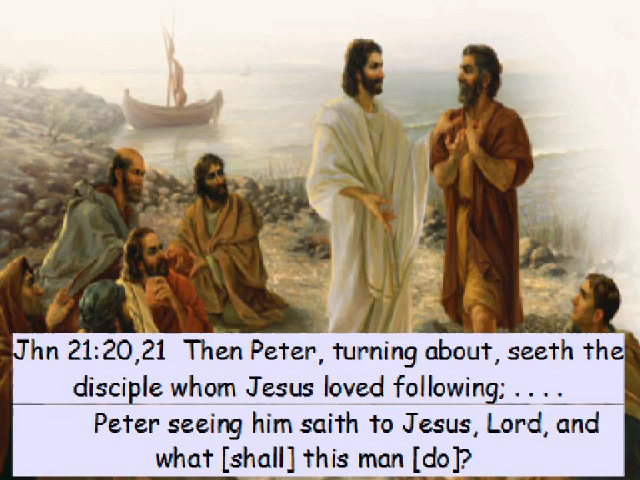 Jhn 21:20,21 Then Peter, turning about, seeth the
disciple whom Jesus loved following; . . . .
Peter seeing him saith to Jesus, Lord, and
what [shall] this man [do]?